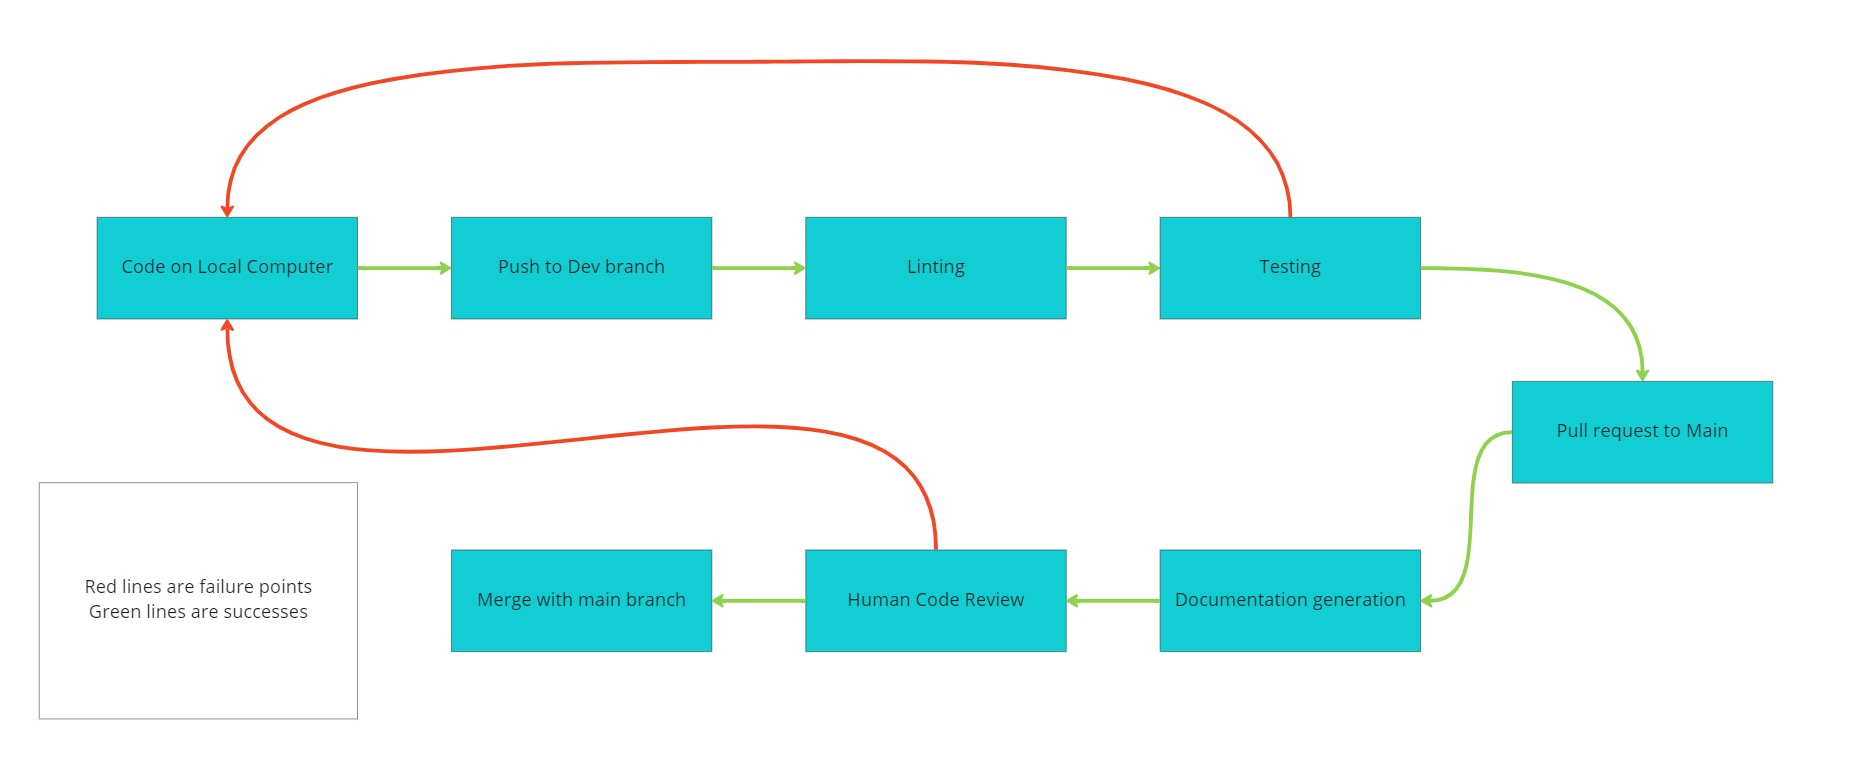 Code on Local Computer
Push to Dev branch
Linting
Testing
Pull request to Main
Merge with main branch
Human Code Review
Documentation generation
Red lines are failure points
Green lines are successes